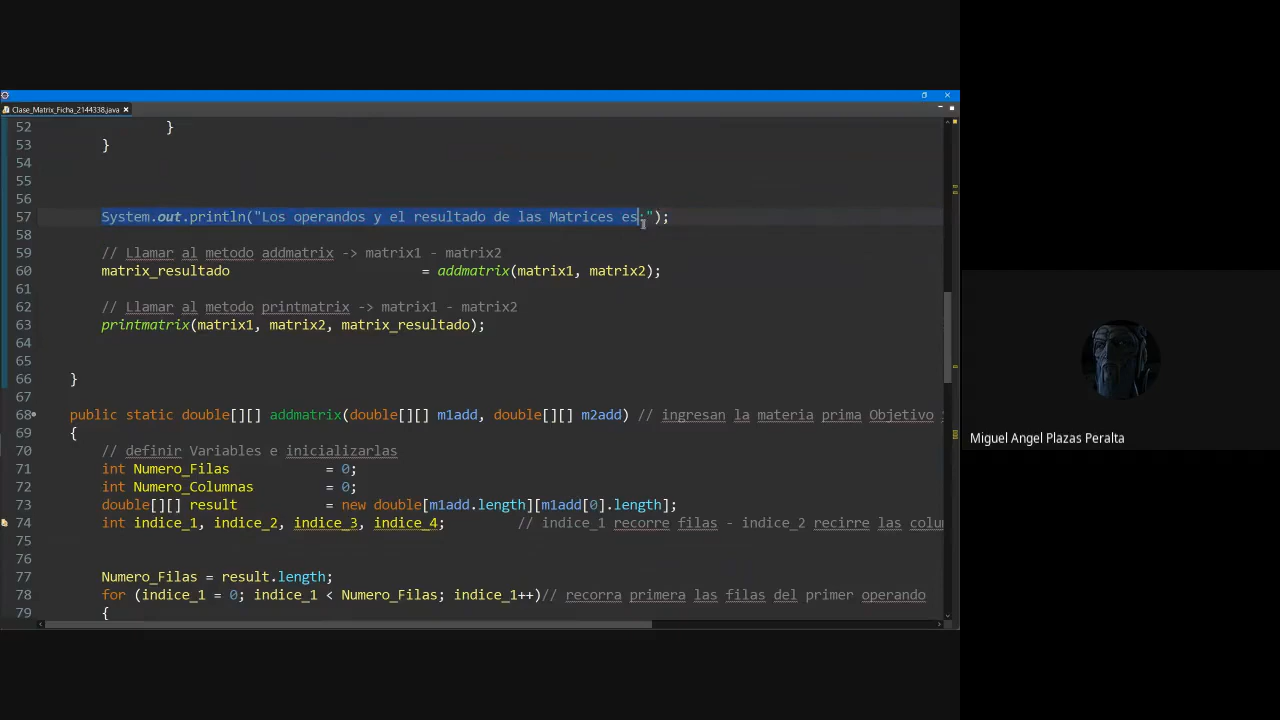 Clase_Matrix_Ficha_2144338.java
52 }
53 }
54
55
56
57 System.out.println("Los operandos y el resultado de las Matrices es:");
58
59 // Llamar al metodo addmatrix -> matrix1 - matrix2
60 matrix_resultado = addmatrix(matrix1, matrix2);
61
62 // Llamar al metodo printmatrix -> matrix1 - matrix2
63 printmatrix(matrix1, matrix2, matrix_resultado);
64
65
66 }
67
68 public static double[][] addmatrix(double[][] m1add, double[][] m2add) // ingresan la materia prima Objetivo
69 {
70 // definir Variables e inicializarlas
71 int Numero_Filas = 0;
72 int Numero_Columnas = 0;
73 double[][] result = new double[m1add.length][m1add[0].length];
74 int indice_1, indice_2, indice_3, indice_4; // indice_1 recorre filas - indice_2 recirre las colu
75
76
77 Numero_Filas = result.length;
78 for (indice_1 = 0; indice_1 < Numero_Filas; indice_1++)// recorra primera las filas del primer operando
79 {
Miguel Angel Plazas Peralta